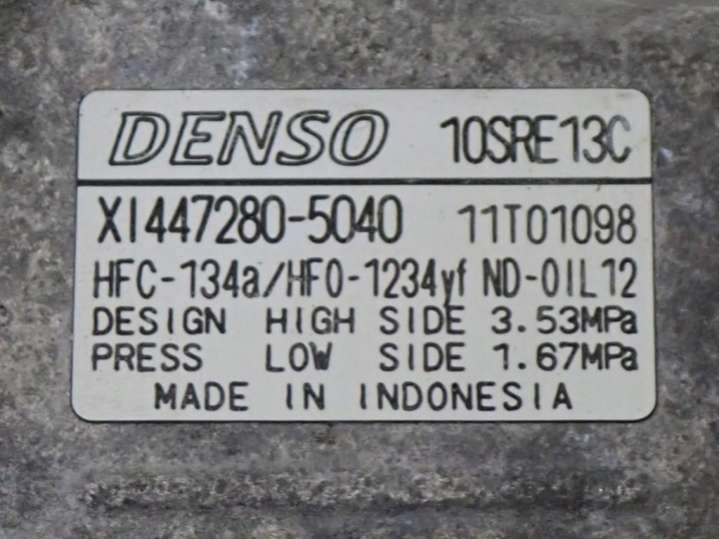 DENSO 10SRE13C
XI447280-5040 11T01098
HFC-134a/HFO-1234yf ND-OIL12
DESIGN HIGH SIDE 3.53MPa
PRESS LOW SIDE 1.67MPa
MADE IN INDONESIA